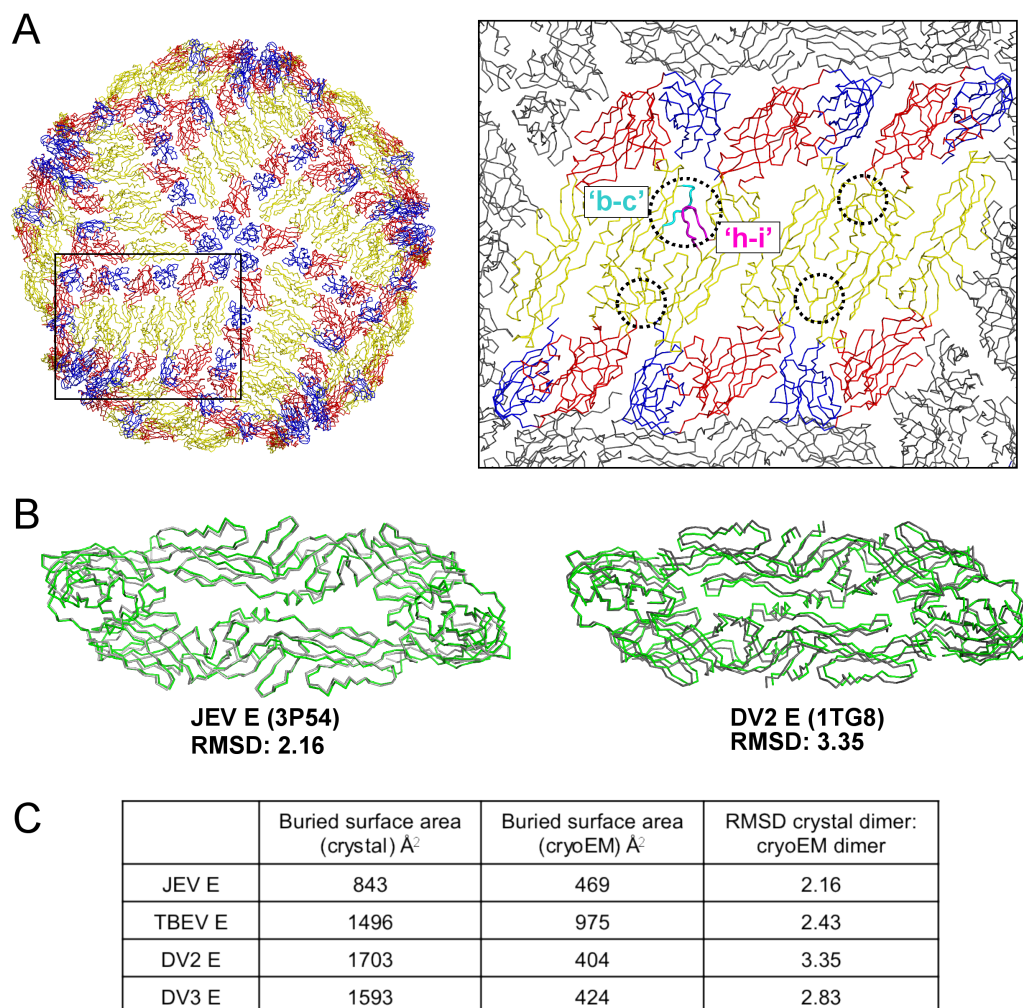 A
'b-c'
'h-i'
B
JEV E (3P54)
RMSD: 2.16
DV2 E (1TG8)
RMSD: 3.35
C
Buried surface area (crystal) Å²
Buried surface area (cryoEM) Å²
RMSD crystal dimer: cryoEM dimer
JEV E 843 469 2.16
TBEV E 1496 975 2.43
DV2 E 1703 404 3.35
DV3 E 1593 424 2.83